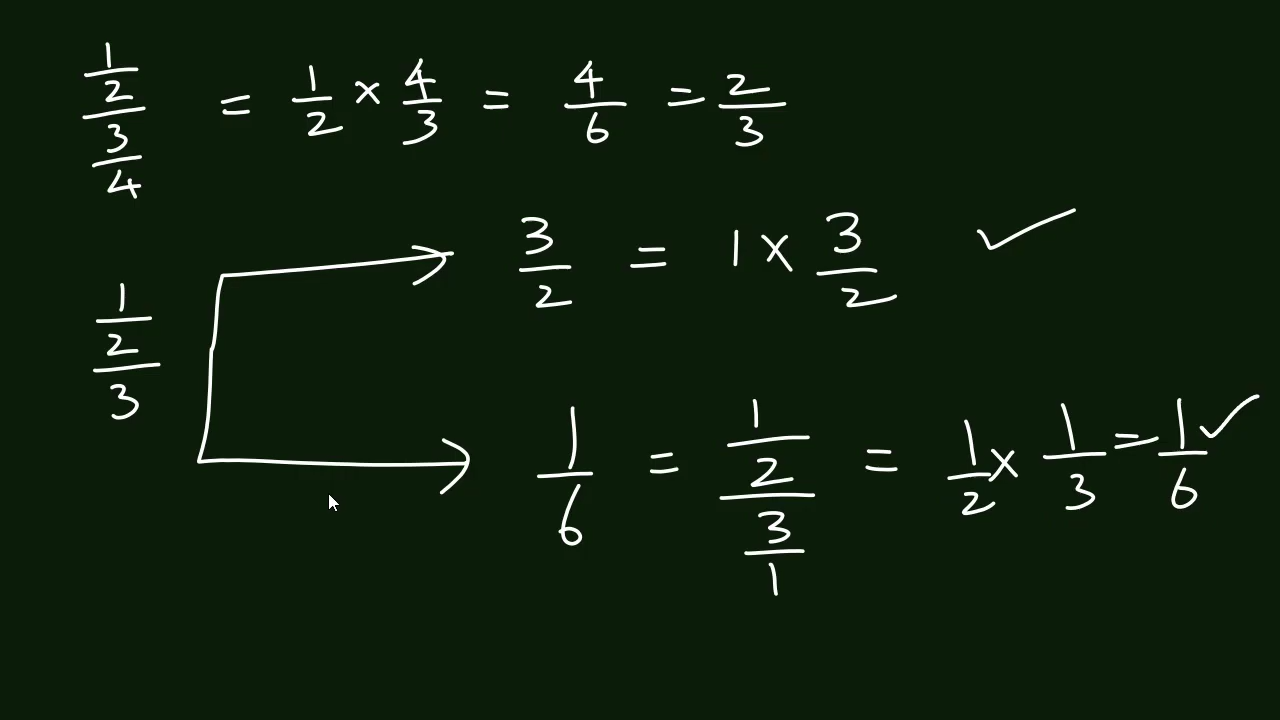 1/2/3/4 = 1/2 × 4/3 = 4/6 = 2/3
1/2/3
3/2 = 1 × 3/2 ✓
1/6 = 1/2/3/1 = 1/2 × 1/3 = 1/6 ✓